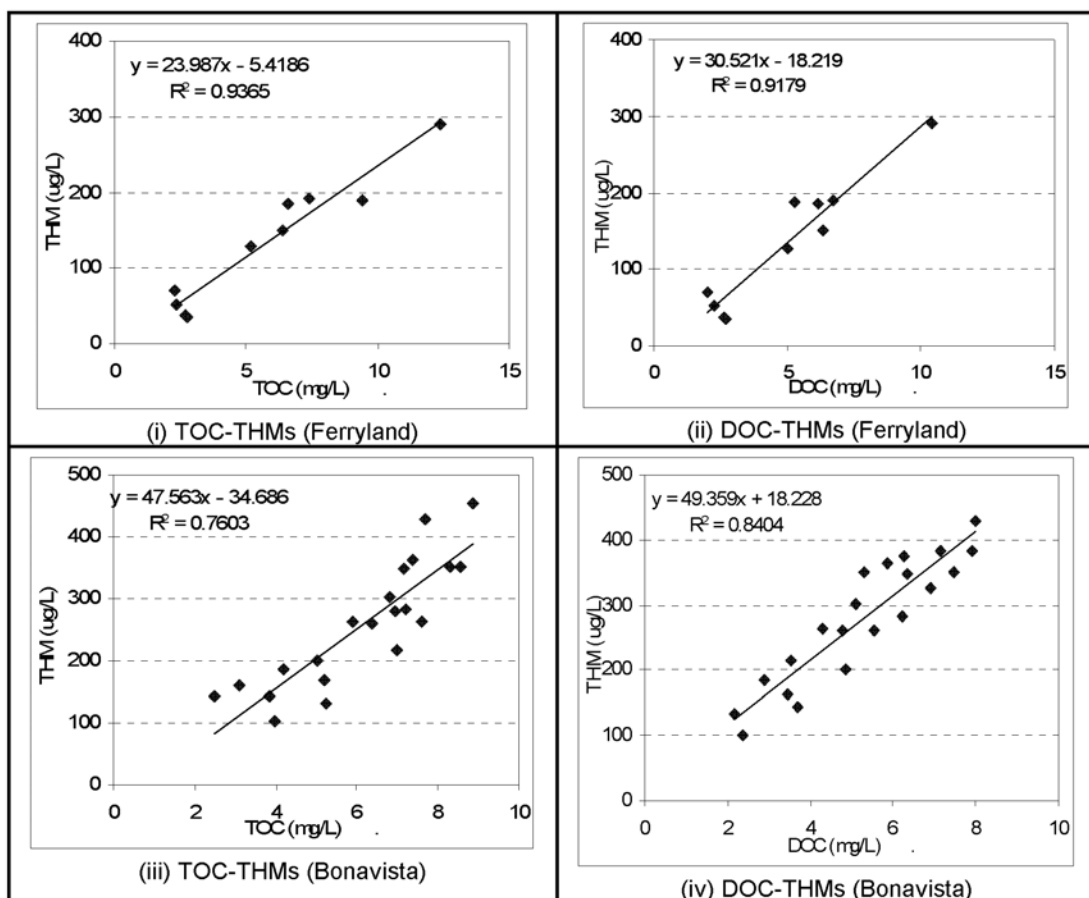 y = 23.987x - 5.4186
R² = 0.9365
400
300
200
100
0
THM (ug/L)
0 5 10 15
TOC (mg/L)
(i) TOC-THMs (Ferryland)
y = 30.521x - 18.219
R² = 0.9179
400
300
200
100
0
THM (ug/L)
0 5 10 15
DOC (mg/L)
(ii) DOC-THMs (Ferryland)
y = 47.563x - 34.686
R² = 0.7603
500
400
300
200
100
0
THM (ug/L)
0 2 4 6 8 10
TOC (mg/L)
(iii) TOC-THMs (Bonavista)
y = 49.359x + 18.228
R² = 0.8404
500
400
300
200
100
0
THM (ug/L)
0 2 4 6 8 10
DOC (mg/L)
(iv) DOC-THMs (Bonavista)